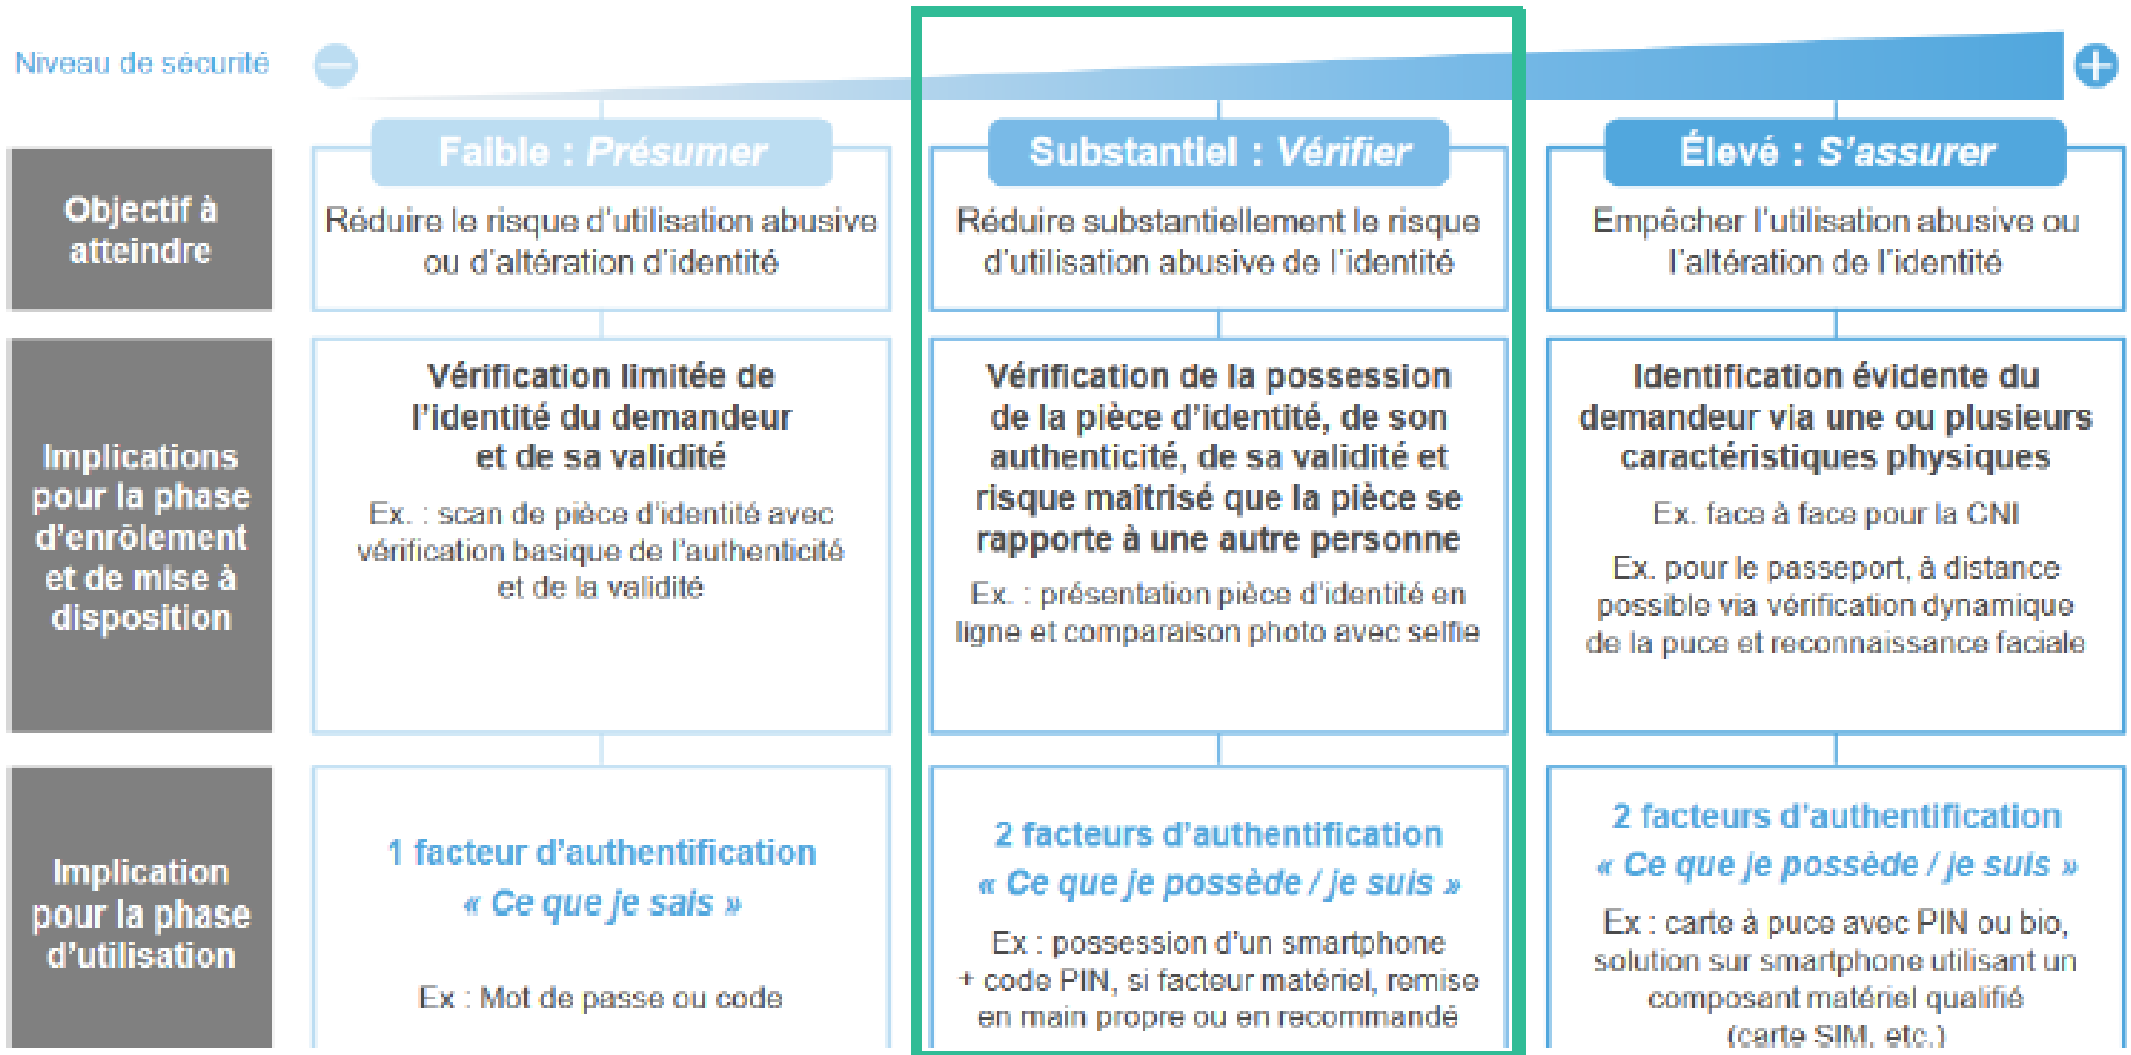 Niveau de sécurité
Faible : Présumer
Substantiel : Vérifier
Élevé : S'assurer
Objectif à
atteindre
Réduire le risque d'utilisation abusive
ou d'altération d'identité
Réduire substantiellement le risque
d'utilisation abusive de l'identité
Empêcher l'utilisation abusive ou
l'altération de l'identité
Implications
pour la phase
d'enrôlement
et de mise à
disposition
Vérification limitée de
l'identité du demandeur
et de sa validité
Ex. : scan de pièce d'identité avec
vérification basique de l'authenticité
et de la validité
Vérification de la possession
de la pièce d'identité, de son
authenticité, de sa validité et
risque maîtrisé que la pièce se
rapporte à une autre personne
Ex. : présentation pièce d'identité en
ligne et comparaison photo avec selfie
Identification évidente du
demandeur via une ou plusieurs
caractéristiques physiques
Ex. face à face pour la CNI
Ex. pour le passeport, à distance
possible via vérification dynamique
de la puce et reconnaissance faciale
Implication
pour la phase
d'utilisation
1 facteur d'authentification
« Ce que je sais »
Ex : Mot de passe ou code
2 facteurs d'authentification
« Ce que je possède / je suis »
Ex : possession d'un smartphone
+ code PIN, si facteur matériel, remise
en main propre ou en recommandé
2 facteurs d'authentification
« Ce que je possède / je suis »
Ex : carte à puce avec PIN ou bio,
solution sur smartphone utilisant un
composant matériel qualifié
(carte SIM, etc.)